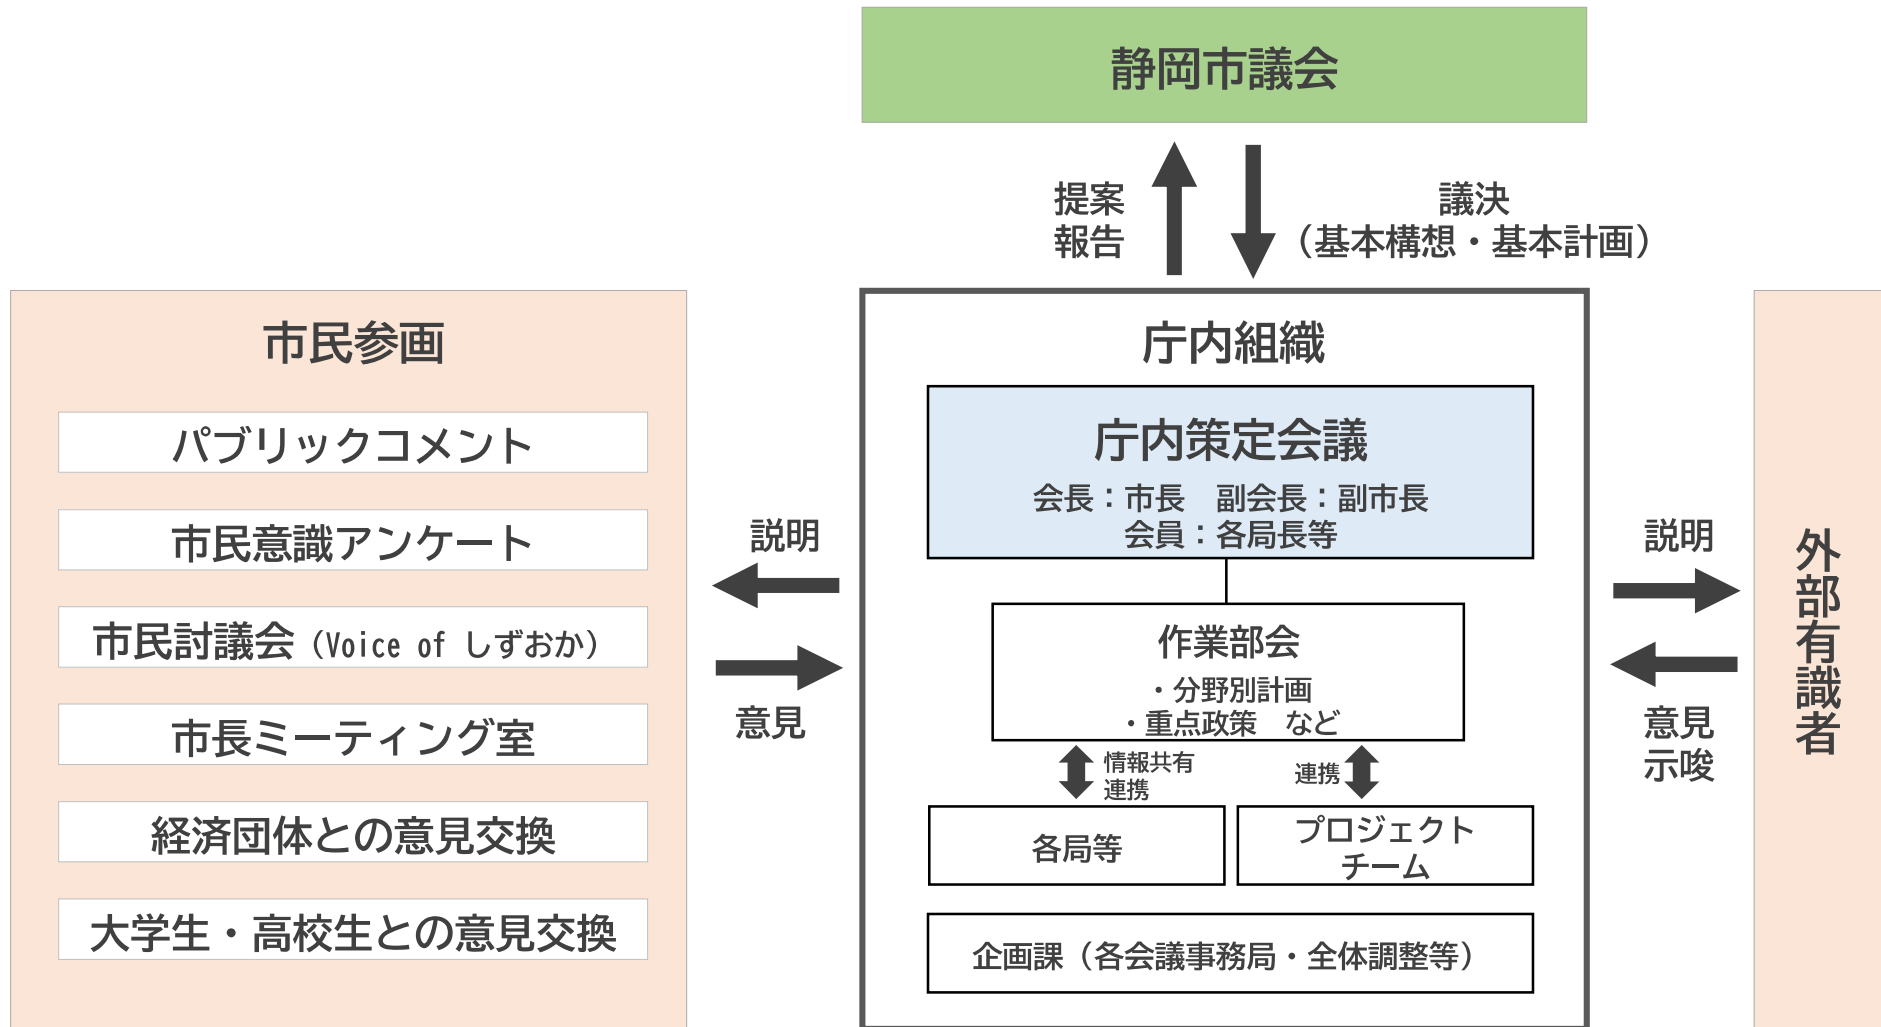 静岡市議会
提案
報告
議決
（基本構想・基本計画）
市民参画
パブリックコメント
市民意識アンケート
市民討議会（Voice of しずおか）
市長ミーティング室
経済団体との意見交換
大学生・高校生との意見交換
説明
意見
庁内組織
庁内策定会議
会長：市長　副会長：副市長
会員：各局長等
作業部会
・分野別計画
・重点政策　など
情報共有
連携
連携
各局等
プロジェクト
チーム
企画課（各会議事務局・全体調整等）
説明
意見
示唆
外部有識者